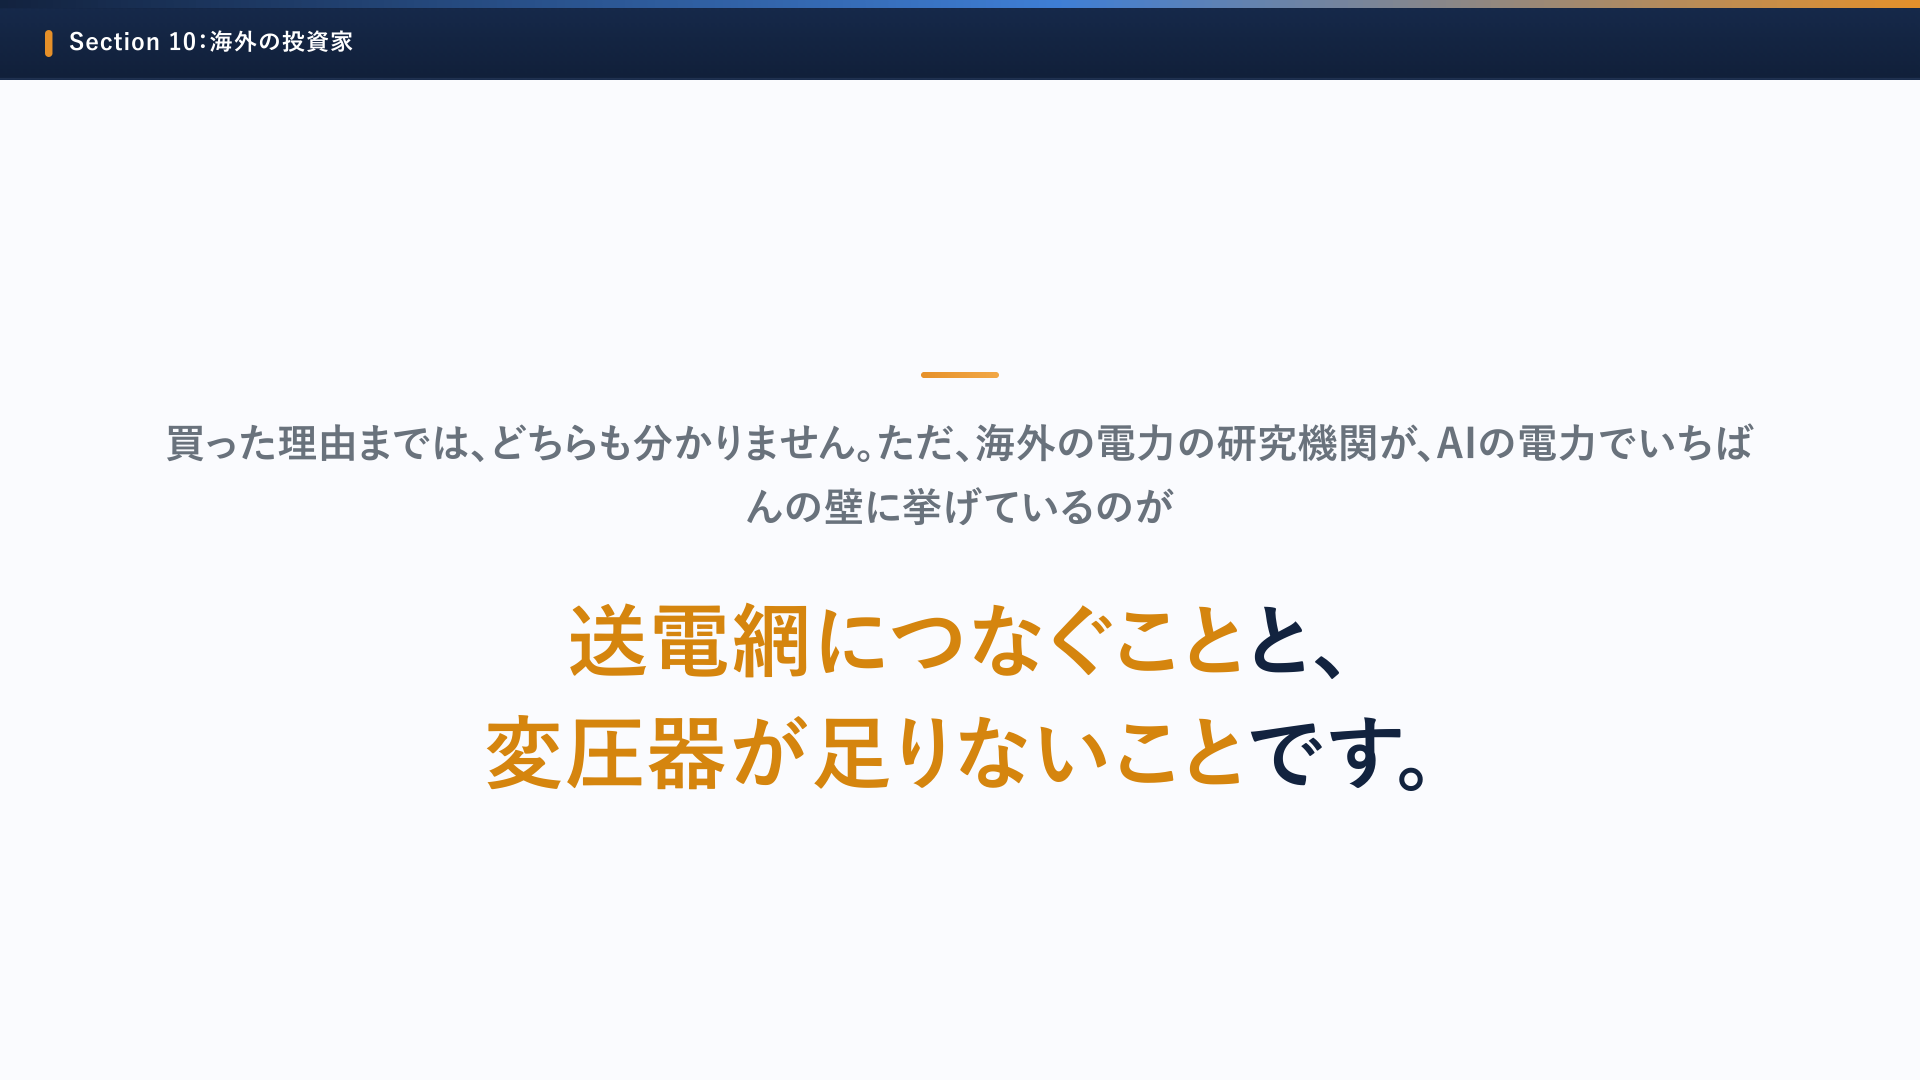 Section 10：海外の投資家
買った理由までは、どちらも分かりません。ただ、海外の電力の研究機関が、AIの電力でいちば
んの壁に挙げているのが
送電網につなぐことと、
変圧器が足りないことです。